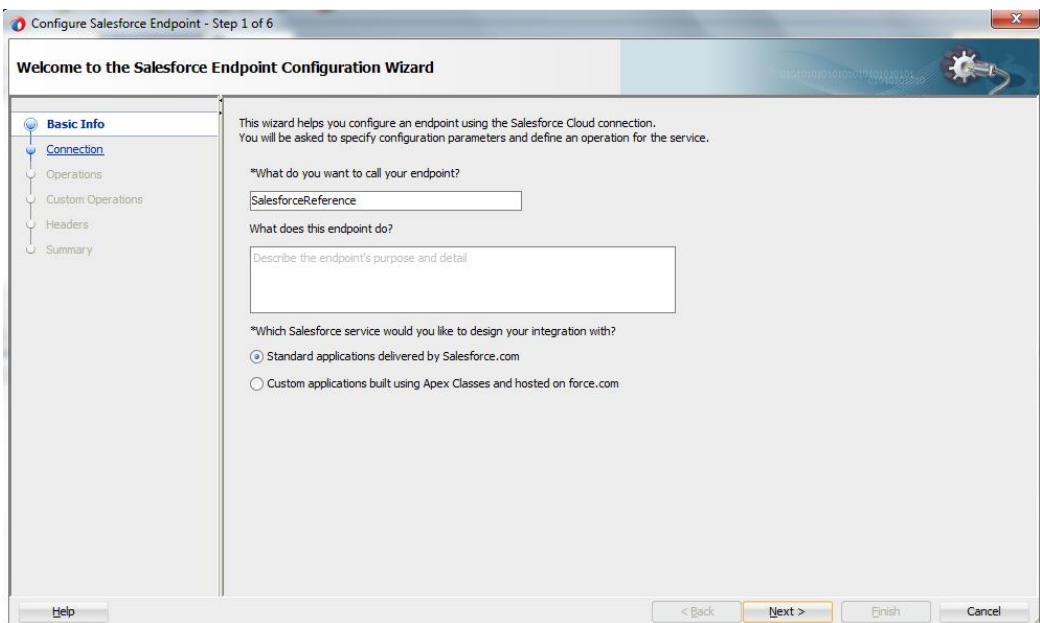 Configure Salesforce Endpoint - Step 1 of 6
Welcome to the Salesforce Endpoint Configuration Wizard
Basic Info
Connection
Operations
Custom Operations
Headers
Summary
This wizard helps you configure an endpoint using the Salesforce Cloud connection.
You will be asked to specify configuration parameters and define an operation for the service.
*What do you want to call your endpoint?
SalesforceReference
What does this endpoint do?
Describe the endpoint's purpose and detail
*Which Salesforce service would you like to design your integration with?
Standard applications delivered by Salesforce.com
Custom applications built using Apex Classes and hosted on force.com
Help
< Back
Next >
Finish
Cancel